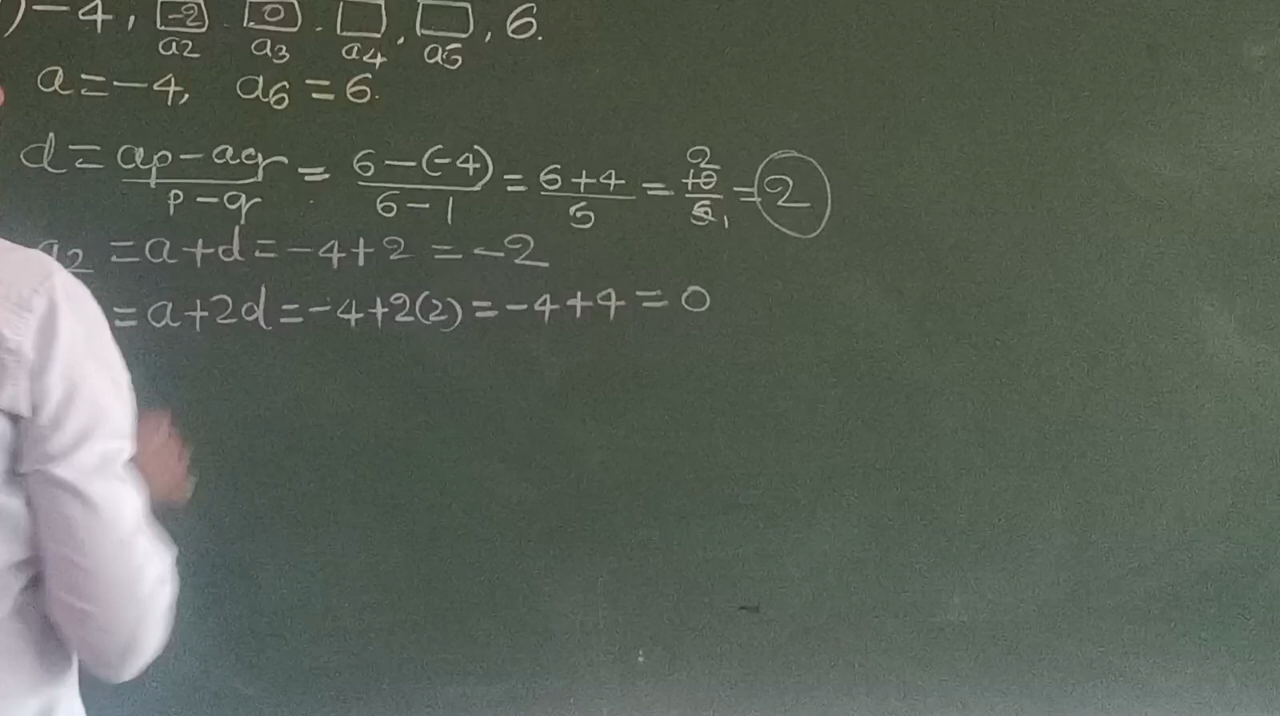 ) -4, -2, 0, □, □, 6.
a2 a3 a4 a5
a = -4, a6 = 6.
d = ap - aq / p - q = 6 - (-4) / 6 - 1 = 6 + 4 / 5 = 10 2 / 5 1 = 2
a2 = a + d = -4 + 2 = -2
= a + 2d = -4 + 2(2) = -4 + 4 = 0